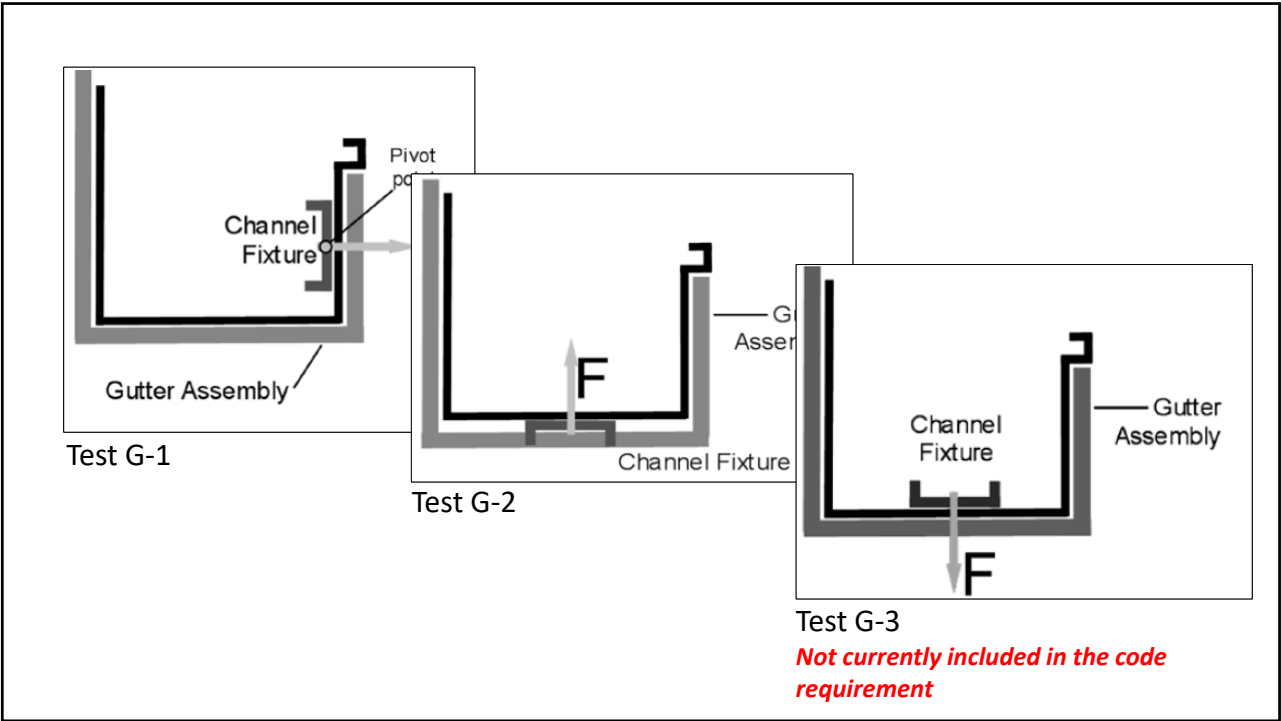 Pivot
Channel
Fixture
Gutter Assembly
Test G-1
F
Channel Fixture
Test G-2
Channel
Fixture
Gutter
Assembly
F
Test G-3
Not currently included in the code
requirement